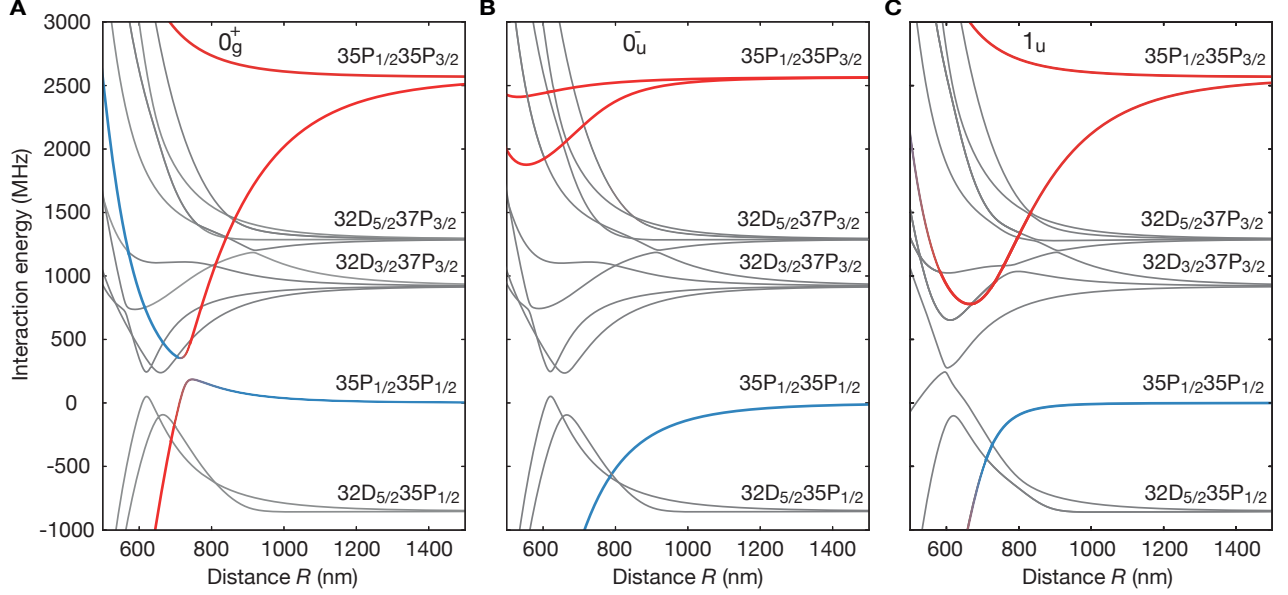 A
B
C
Interaction energy (MHz)
3000
2500
2000
1500
1000
500
0
-500
-1000
0g+
35P1/235P3/2
32D5/237P3/2
32D3/237P3/2
35P1/235P1/2
32D5/235P1/2
600 800 1000 1200 1400
Distance R (nm)
0u-
35P1/235P3/2
32D5/237P3/2
32D3/237P3/2
35P1/235P1/2
32D5/235P1/2
600 800 1000 1200 1400
Distance R (nm)
1u
35P1/235P3/2
32D5/237P3/2
32D3/237P3/2
35P1/235P1/2
32D5/235P1/2
600 800 1000 1200 1400
Distance R (nm)